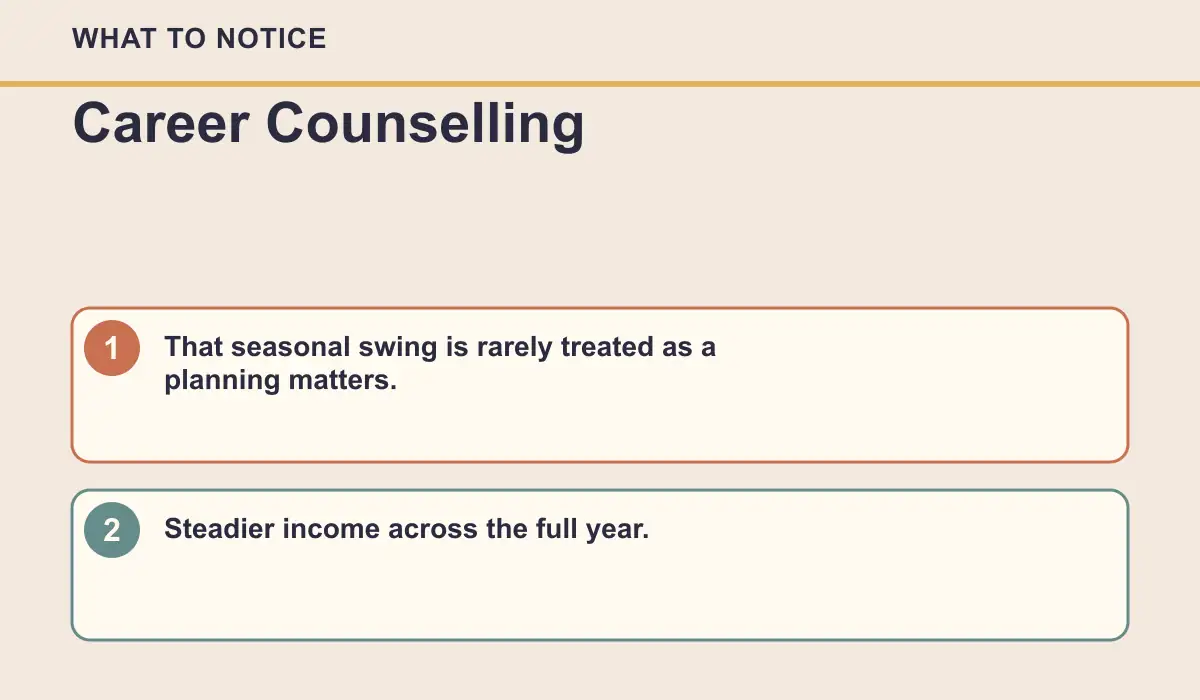 WHAT TO NOTICE
Career Counselling
1
That seasonal swing is rarely treated as a
planning matters.
2
Steadier income across the full year.